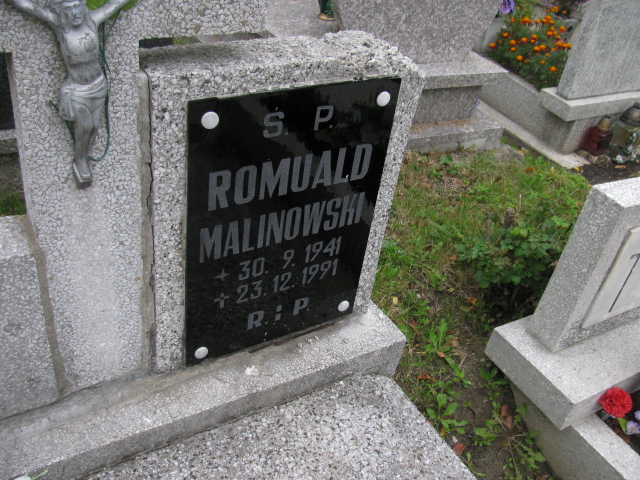 S. P.
ROMUALD
MALINOWSKI
* 30. 9. 1941
+ 23. 12. 1991
R i P